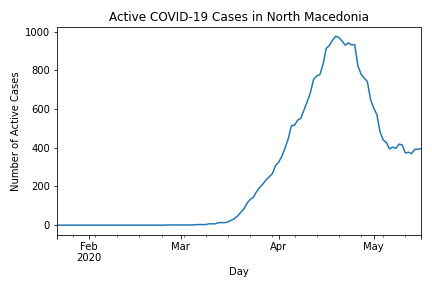 Active COVID-19 Cases in North Macedonia
Number of Active Cases
1000
800
600
400
200
0
Feb
2020
Mar
Apr
May
Day